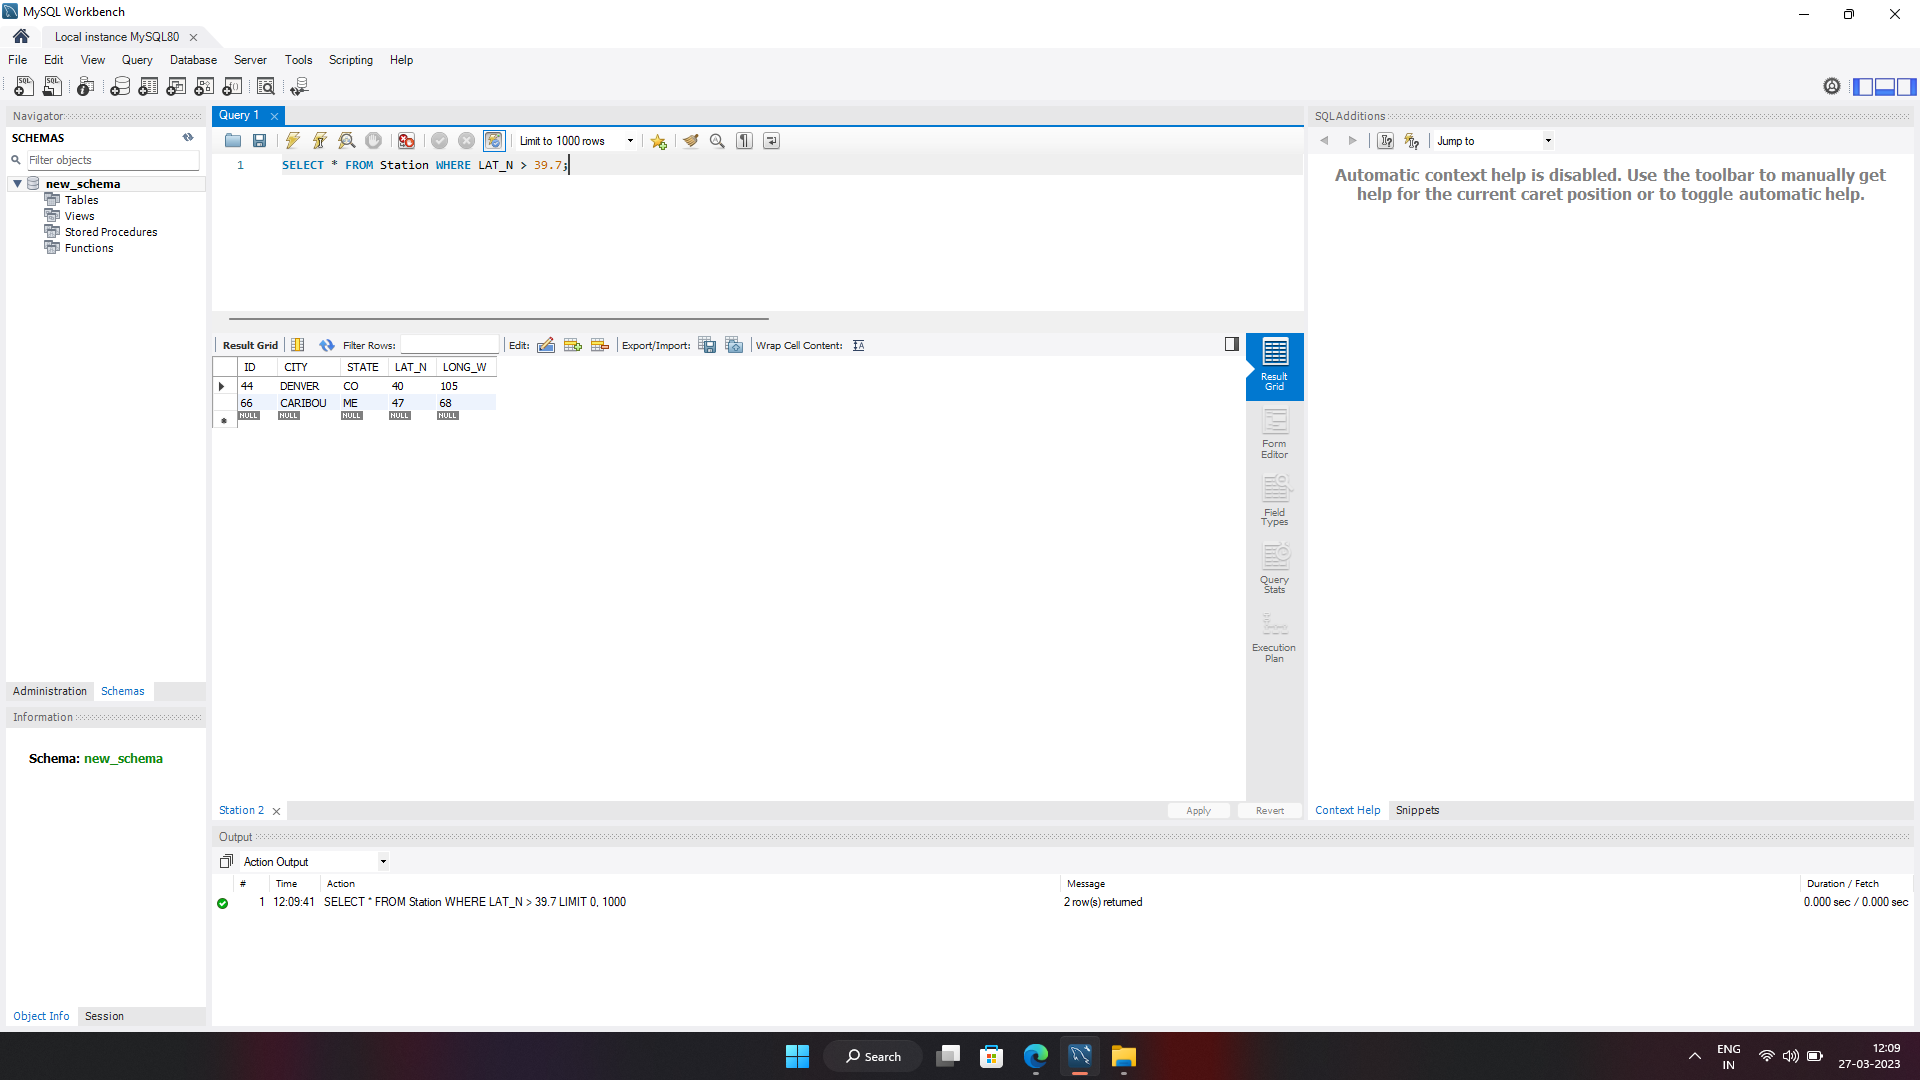 MySQL Workbench
Local instance MySQL80
File Edit View Query Database Server Tools Scripting Help
Navigator
SCHEMAS
Filter objects
new_schema
Tables
Views
Stored Procedures
Functions
Administration Schemas
Information
Schema: new_schema
Object Info Session
Query 1
Limit to 1000 rows
1 SELECT * FROM Station WHERE LAT_N > 39.7;
Result Grid Filter Rows: Edit: Export/Import: Wrap Cell Content:
ID CITY STATE LAT_N LONG_W
44 DENVER CO 40 105
66 CARIBOU ME 47 68
NULL NULL NULL NULL NULL
Result
Grid
Form
Editor
Field
Types
Query
Stats
Execution
Plan
Station 2
Apply Revert
SQLAdditions
Jump to
Automatic context help is disabled. Use the toolbar to manually get
help for the current caret position or to toggle automatic help.
Context Help Snippets
Output
Action Output
# Time Action Message Duration / Fetch
1 12:09:41 SELECT * FROM Station WHERE LAT_N > 39.7 LIMIT 0, 1000 2 row(s) returned 0.000 sec / 0.000 sec
Search
ENG
IN
12:09
27-03-2023